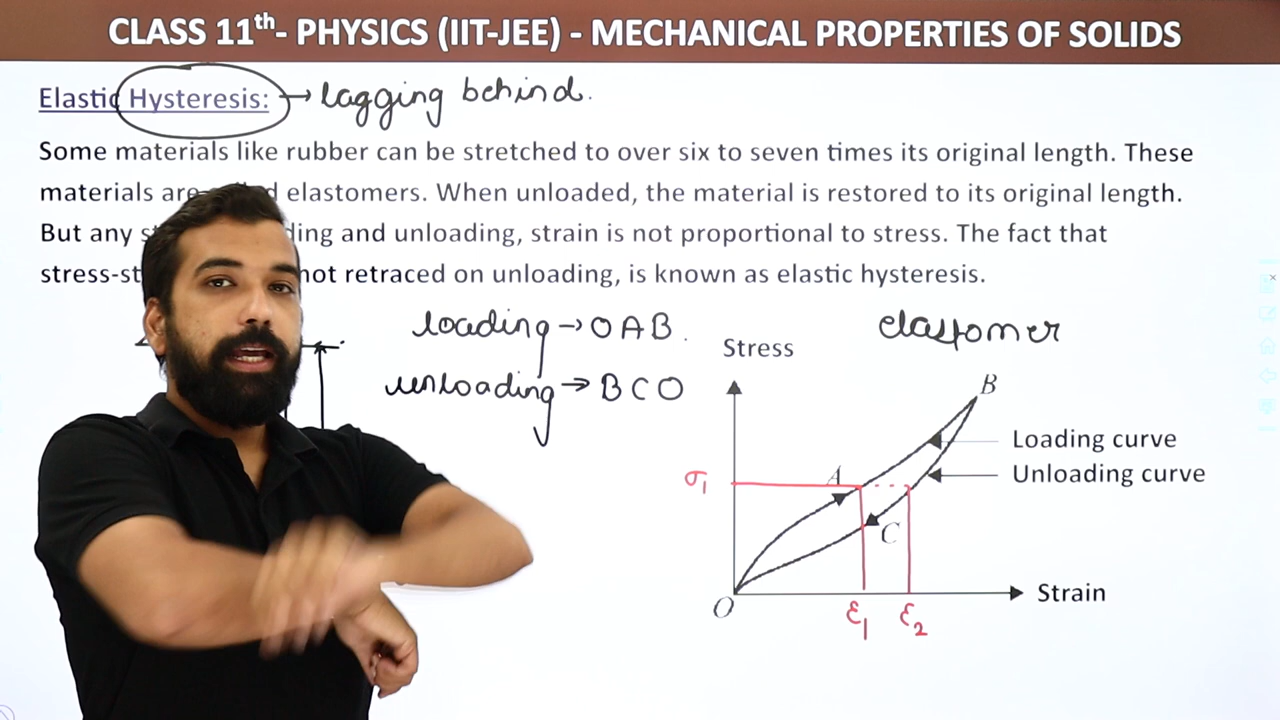 CLASS 11th- PHYSICS (IIT-JEE) - MECHANICAL PROPERTIES OF SOLIDS
Elastic Hysteresis: → lagging behind.
Some materials like rubber can be stretched to over six to seven times its original length. These
materials are d elastomers. When unloaded, the material is restored to its original length.
But any ding and unloading, strain is not proportional to stress. The fact that
stress-st not retraced on unloading, is known as elastic hysteresis.
loading → OAB.
unloading → BCO
elastomer
Stress
B
Loading curve
Unloading curve
A
σ1
C
O
Strain
ε1
ε2